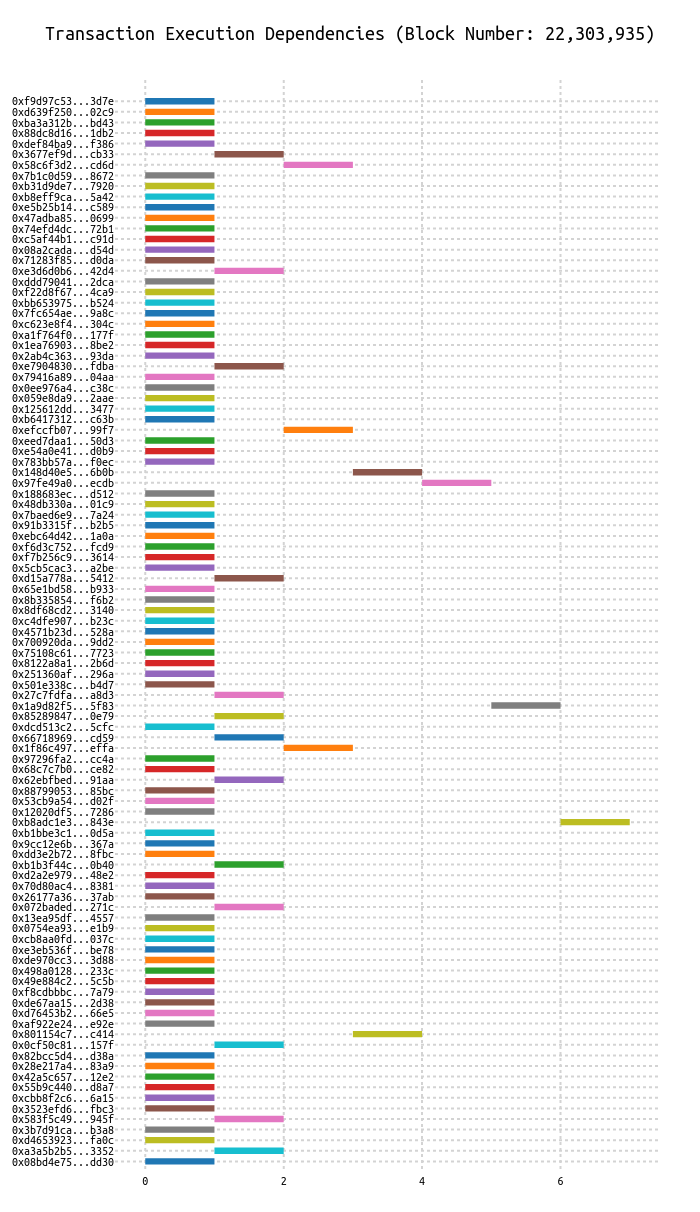 Transaction Execution Dependencies (Block Number: 22,303,935)
0xf9d97c53...3d7e
0xd639f250...02c9
0xba3a312b...bd43
0x88dc8d16...1db2
0xdef84ba9...f386
0x3677ef9d...cb33
0x58c6f3d2...cd6d
0x7b1c0d59...8672
0xb31d9de7...7920
0xb8eff9ca...5a42
0xe5b25b14...c589
0x47adba85...0699
0x74efd4dc...72b1
0xc5af44b1...c91d
0x08a2cada...d54d
0x71283f85...d0da
0xe3d6d0b6...42d4
0xddd79041...2dca
0xf22d8f67...4ca9
0xbb653975...b524
0x7fc654ae...9a8c
0xc623e8f4...304c
0xa1f764f0...177f
0x1ea76903...8be2
0x2ab4c363...93da
0xe7904830...fdba
0x79416a89...04aa
0x0ee976a4...c38c
0x059e8da9...2aae
0x125612dd...3477
0xb6417312...c63b
0xefccfb07...99f7
0xeed7daa1...50d3
0xe54a0e41...d0b9
0x783bb57a...f0ec
0x148d40e5...6b0b
0x97fe49a0...ecdb
0x188683ec...d512
0x48db330a...01c9
0x7baed6e9...7a24
0x91b3315f...b2b5
0xebc64d42...1a0a
0xf6d3c752...fcd9
0xf7b256c9...3614
0x5cb5cac3...a2be
0xd15a778a...5412
0x65e1bd58...b933
0x8b335854...f6b2
0x8df68cd2...3140
0xc4dfe907...b23c
0x4571b23d...528a
0x700920da...9dd2
0x75108c61...7723
0x8122a8a1...2b6d
0x251360af...296a
0x501e338c...b4d7
0x27c7fdfa...a8d3
0x1a9d82f5...5f83
0x85289847...0e79
0xdcd513c2...5cfc
0x66718969...cd59
0x1f86c497...effa
0x97296fa2...cc4a
0x68c7c7b0...ce82
0x62ebfbed...91aa
0x88799053...85bc
0x53cb9a54...d02f
0x12020df5...7286
0xb8adc1e3...843e
0xb1bbe3c1...0d5a
0x9cc12e6b...367a
0xdd3e2b72...8fbc
0xb1b3f44c...0b40
0xd2a2e979...48e2
0x70d80ac4...8381
0x26177a36...37ab
0x072baded...271c
0x13ea95df...4557
0x0754ea93...e1b9
0xcb8aa0fd...037c
0xe3eb536f...be78
0xde970cc3...3d88
0x498a0128...233c
0x49e884c2...5c5b
0xf8cdbbbc...7a79
0xde67aa15...2d38
0xd76453b2...66e5
0xaf922e24...e92e
0x801154c7...c414
0x0cf50c81...157f
0x82bcc5d4...d38a
0x28e217a4...83a9
0x42a5c657...12e2
0x55b9c440...d8a7
0xcbb8f2c6...6a15
0x3523efd6...fbc3
0x583f5c49...945f
0x3b7d91ca...b3a8
0xd4653923...fa0c
0xa3a5b2b5...3352
0x08bd4e75...dd30
0 2 4 6